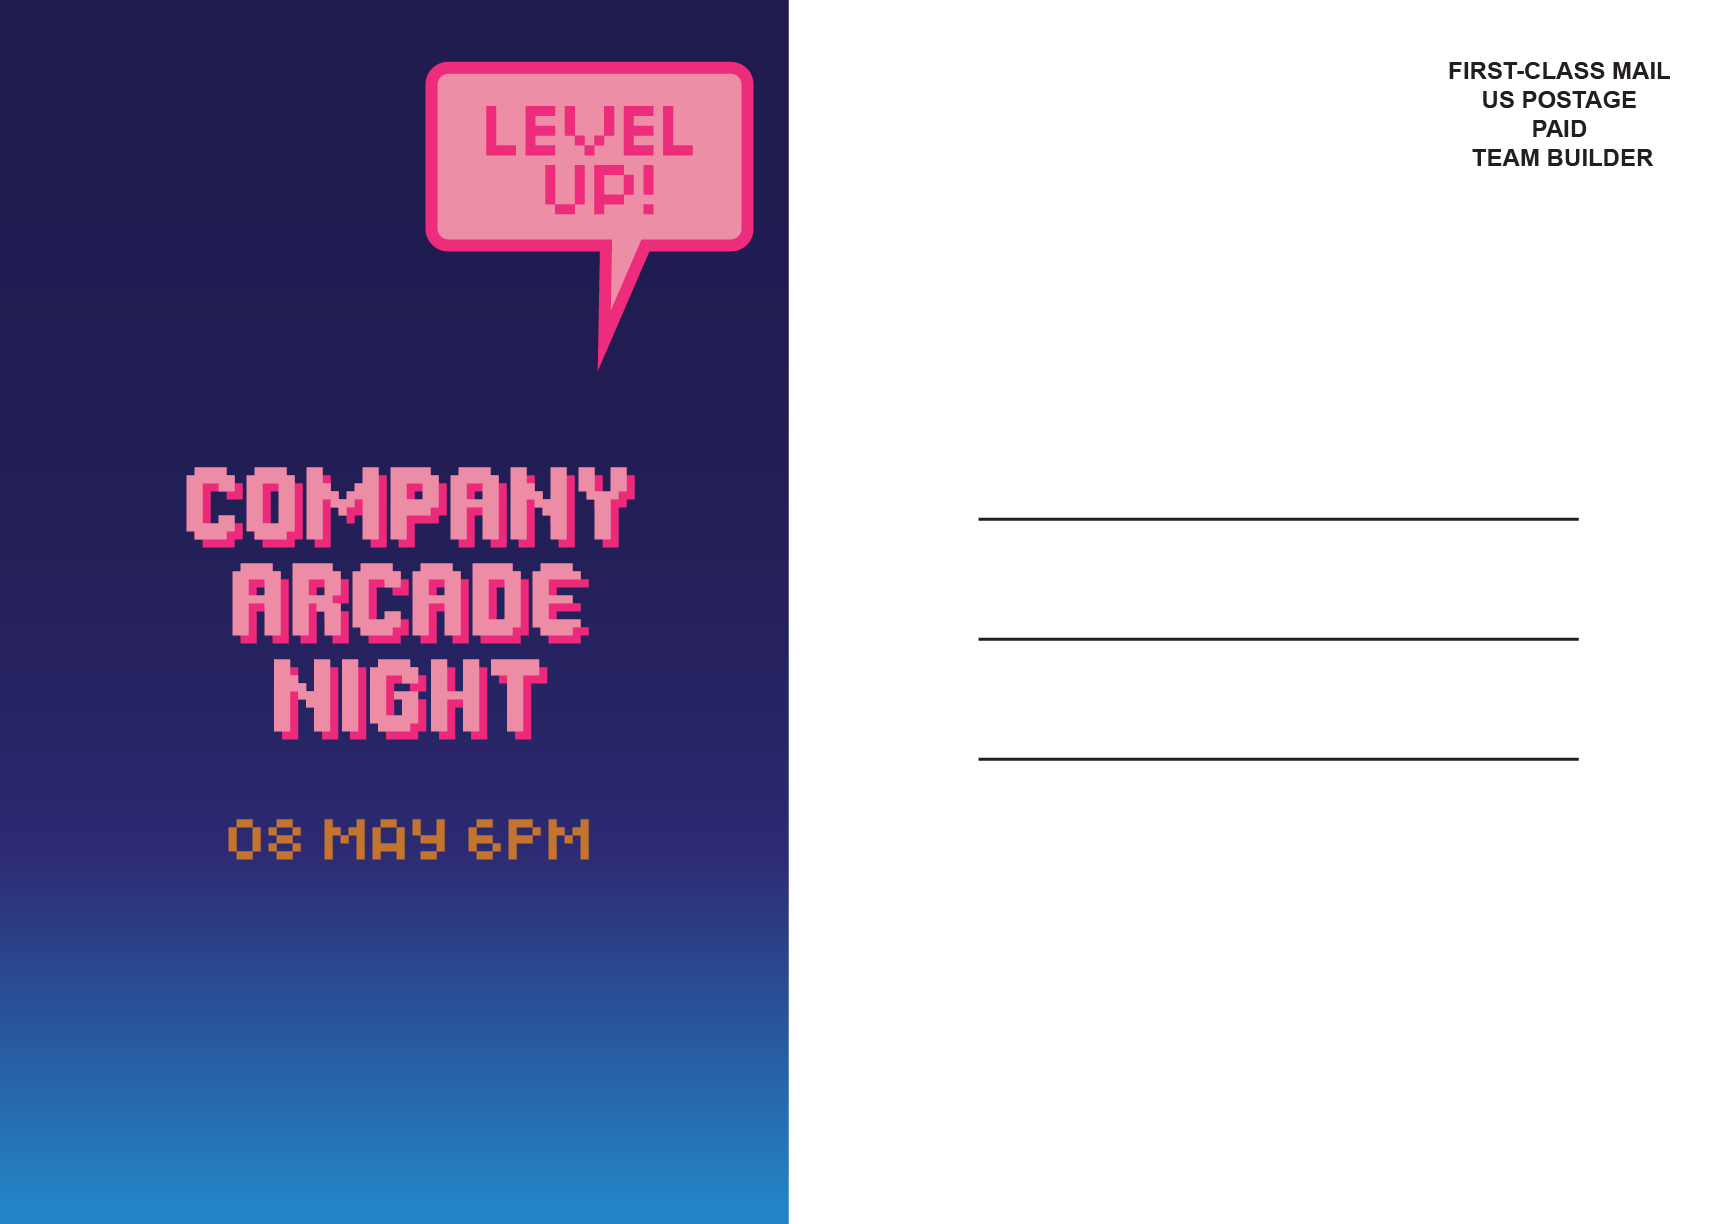 LEVEL
UP!
COMPANY
ARCADE
NIGHT
08 MAY 6PM
FIRST-CLASS MAIL
US POSTAGE
PAID
TEAM BUILDER